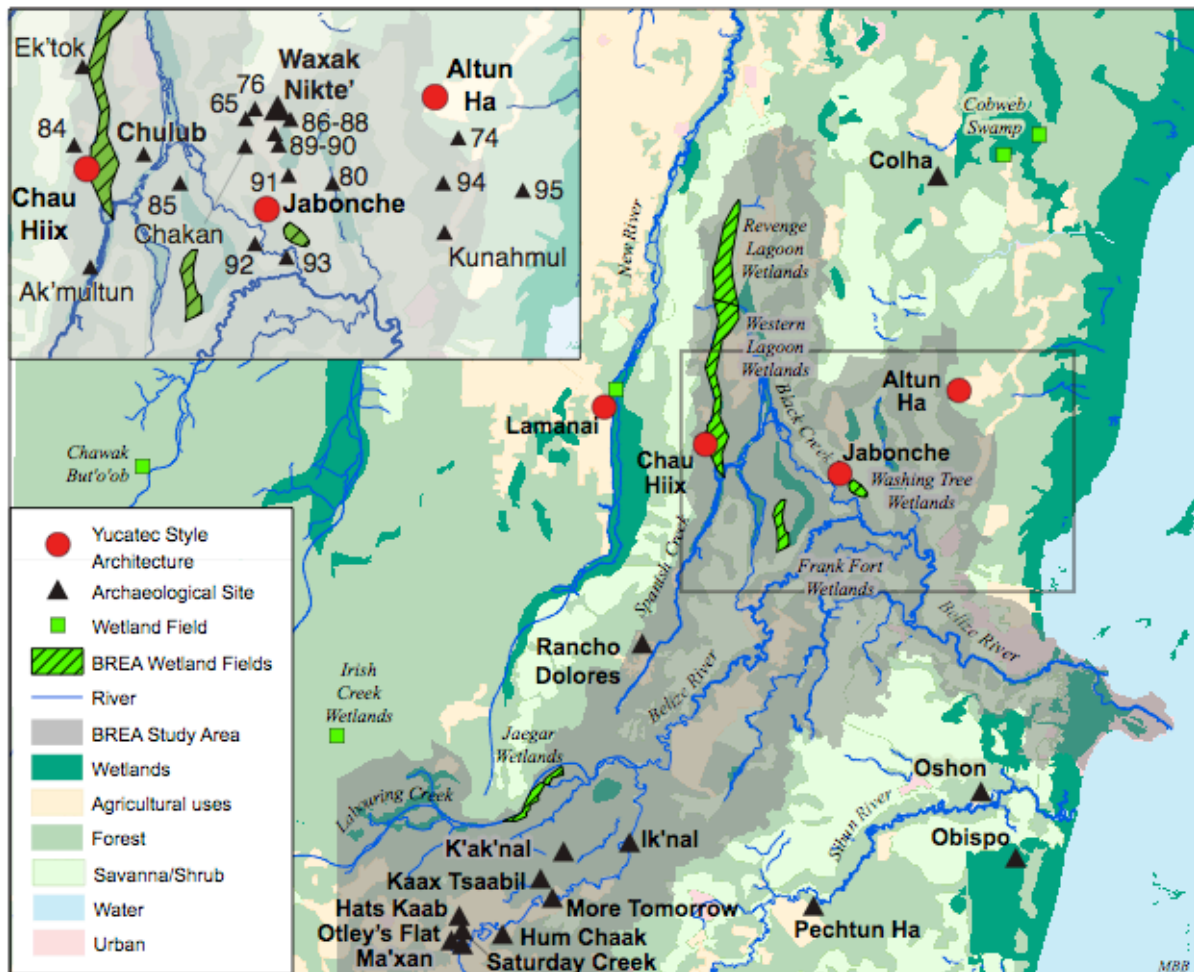 Ek'tok
76
Waxak
Nikte'
Altun
Ha
65
86-88
84
Chulub
89-90
74
Chau
Hiix
91
80
94
95
85
Jabonche
Chakan
92
93
Kunahmul
Ak'multun
Cobweb
Swamp
Colha
New River
Revenge
Lagoon
Wetlands
Western
Lagoon
Wetlands
Black Creek
Altun
Ha
Lamanai
Chau
Hiix
Jabonche
Washing Tree
Wetlands
Chawak
But'o'ob
Spanish Creek
Frank Fort
Wetlands
Belize River
Rancho
Dolores
Belize River
Irish
Creek
Wetlands
Jaegar
Wetlands
Labouring Creek
Oshon
Sibun River
Obispo
Ik'nal
K'ak'nal
Kaax Tsaabil
More Tomorrow
Hats Kaab
Otley's Flat
Hum Chaak
Ma'xan
Saturday Creek
Pechtun Ha
Yucatec Style
Architecture
Archaeological Site
Wetland Field
BREA Wetland Fields
River
BREA Study Area
Wetlands
Agricultural uses
Forest
Savanna/Shrub
Water
Urban
MBR